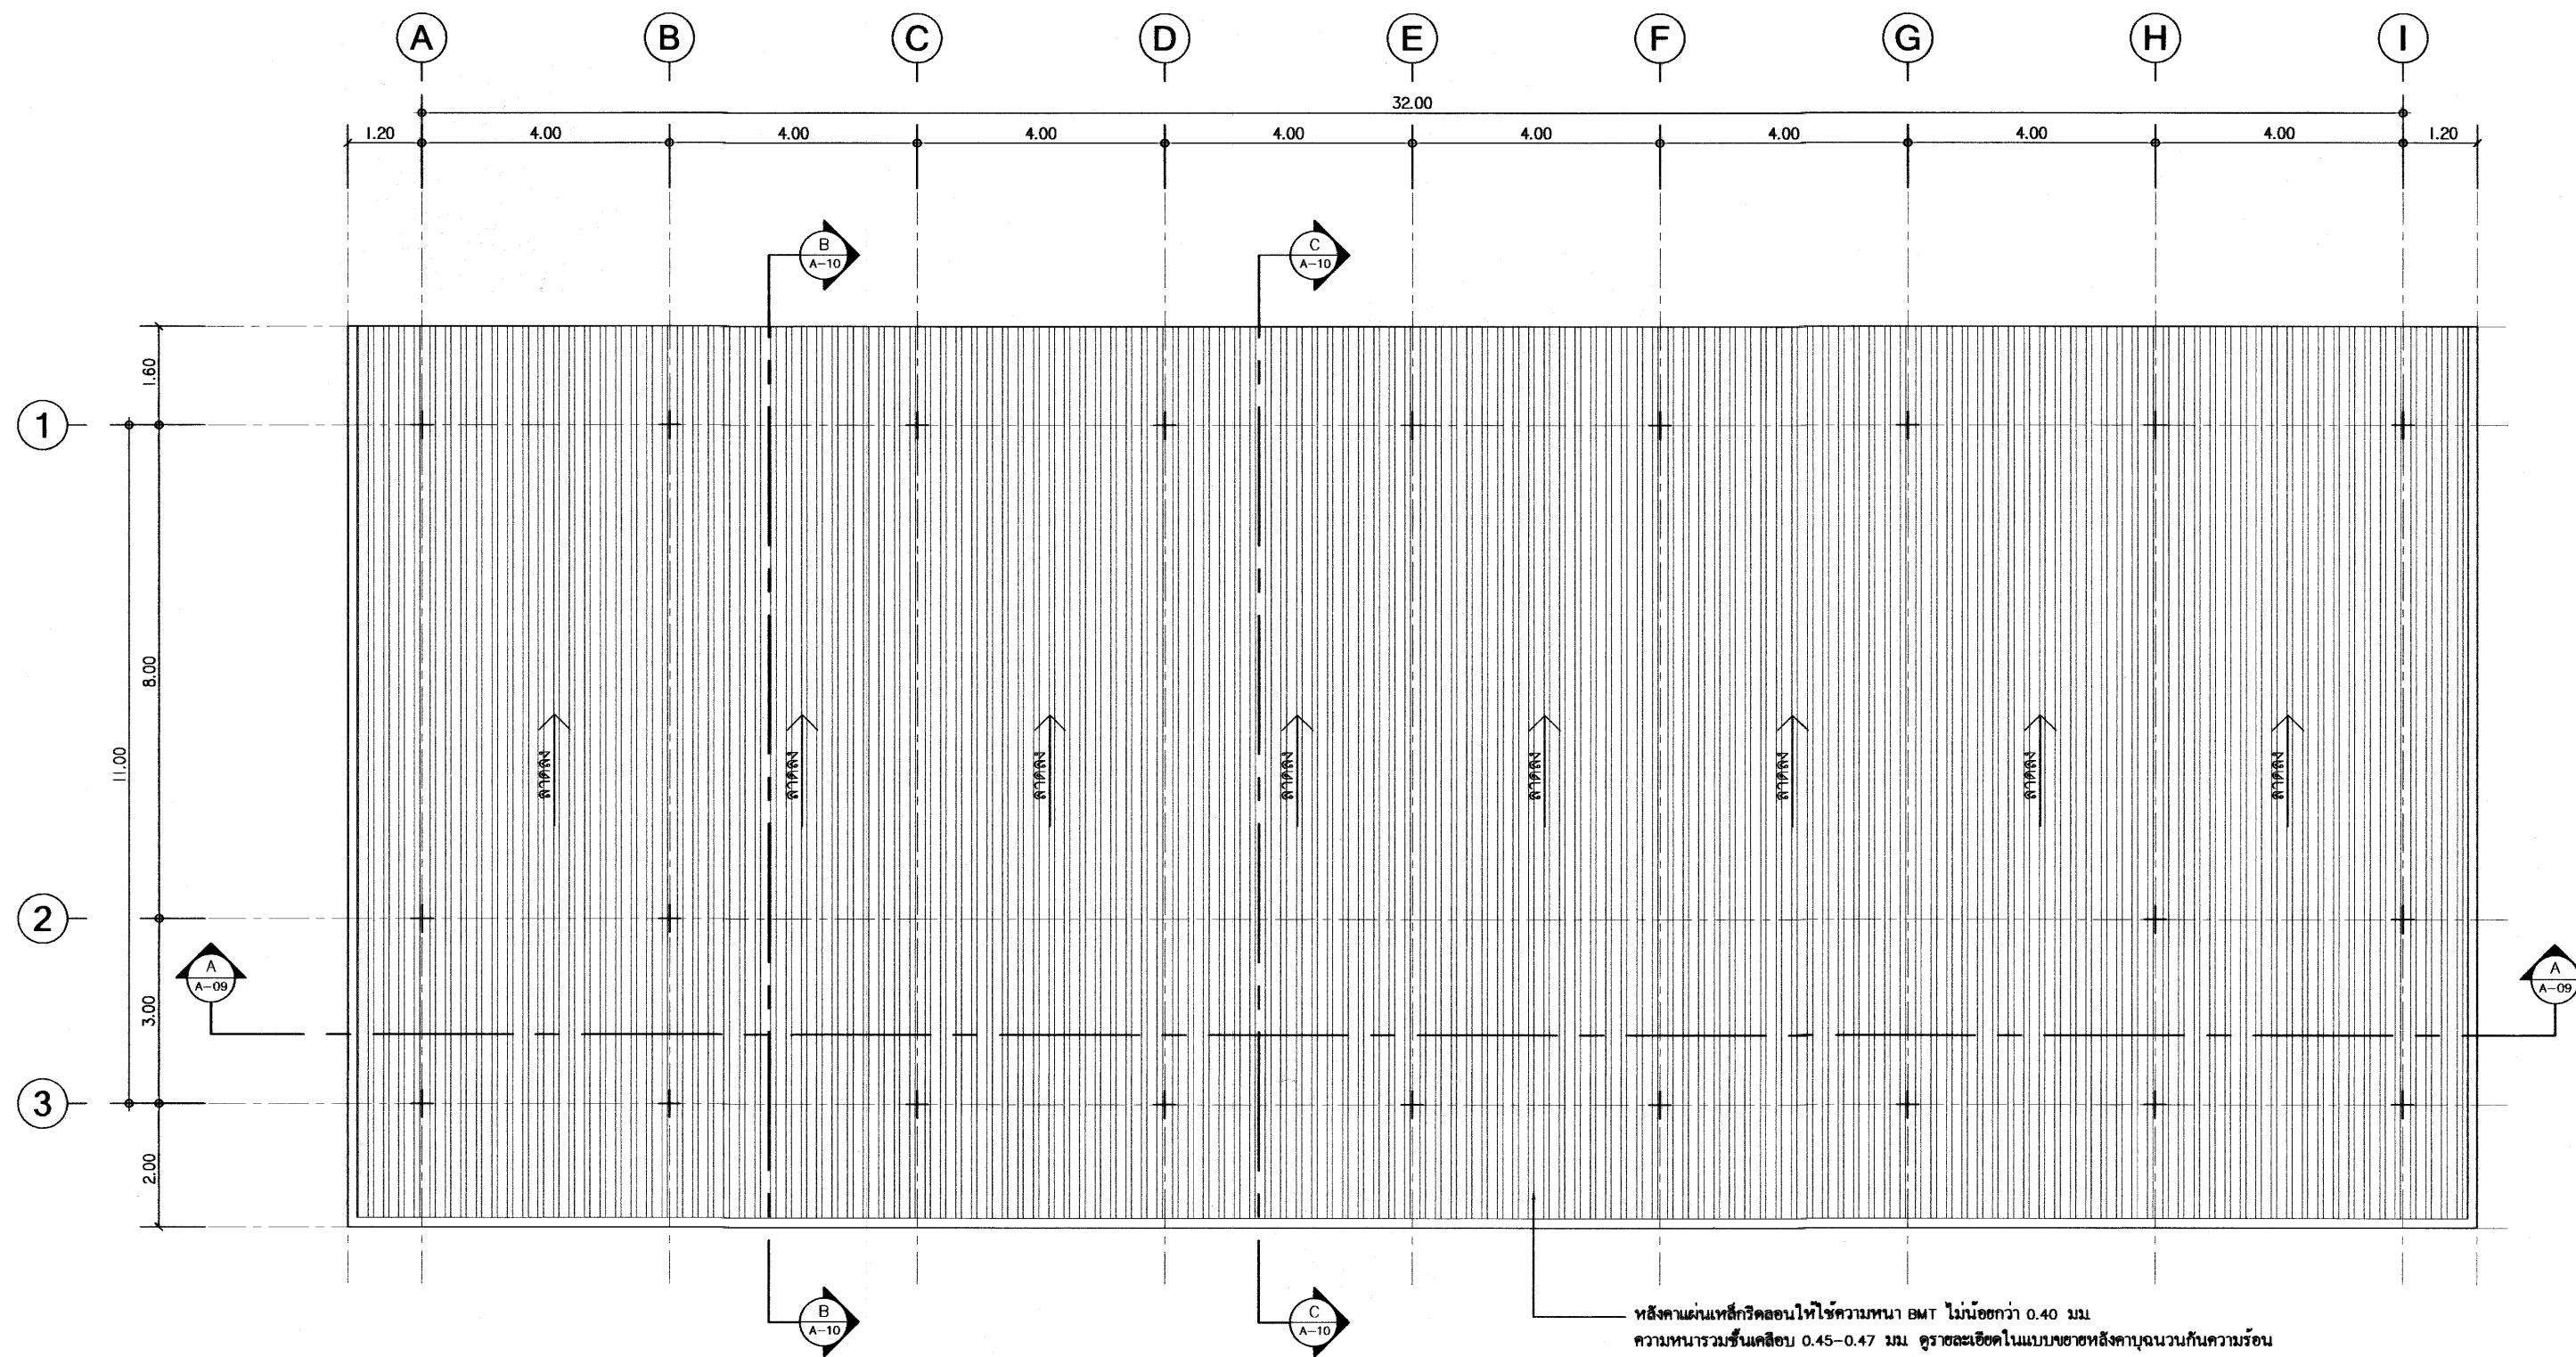 A B C D E F G H I
32.00
1.20 4.00 4.00 4.00 4.00 4.00 4.00 4.00 4.00 1.20
B
A-10
C
A-10
1.60
1
8.00
11.00
ลาดลง ลาดลง ลาดลง ลาดลง ลาดลง ลาดลง ลาดลง ลาดลง
2
A
A-09
A
A-09
3.00
3
2.00
B
A-10
C
A-10
หลังคาแผ่นเหล็กรีดลอนให้ใช้ความหนา BMT ไม่น้อยกว่า 0.40 มม.
ความหนารวมชั้นเคลือบ 0.45-0.47 มม. ดูรายละเอียดในแบบขยายหลังคาบุฉนวนกันความร้อน